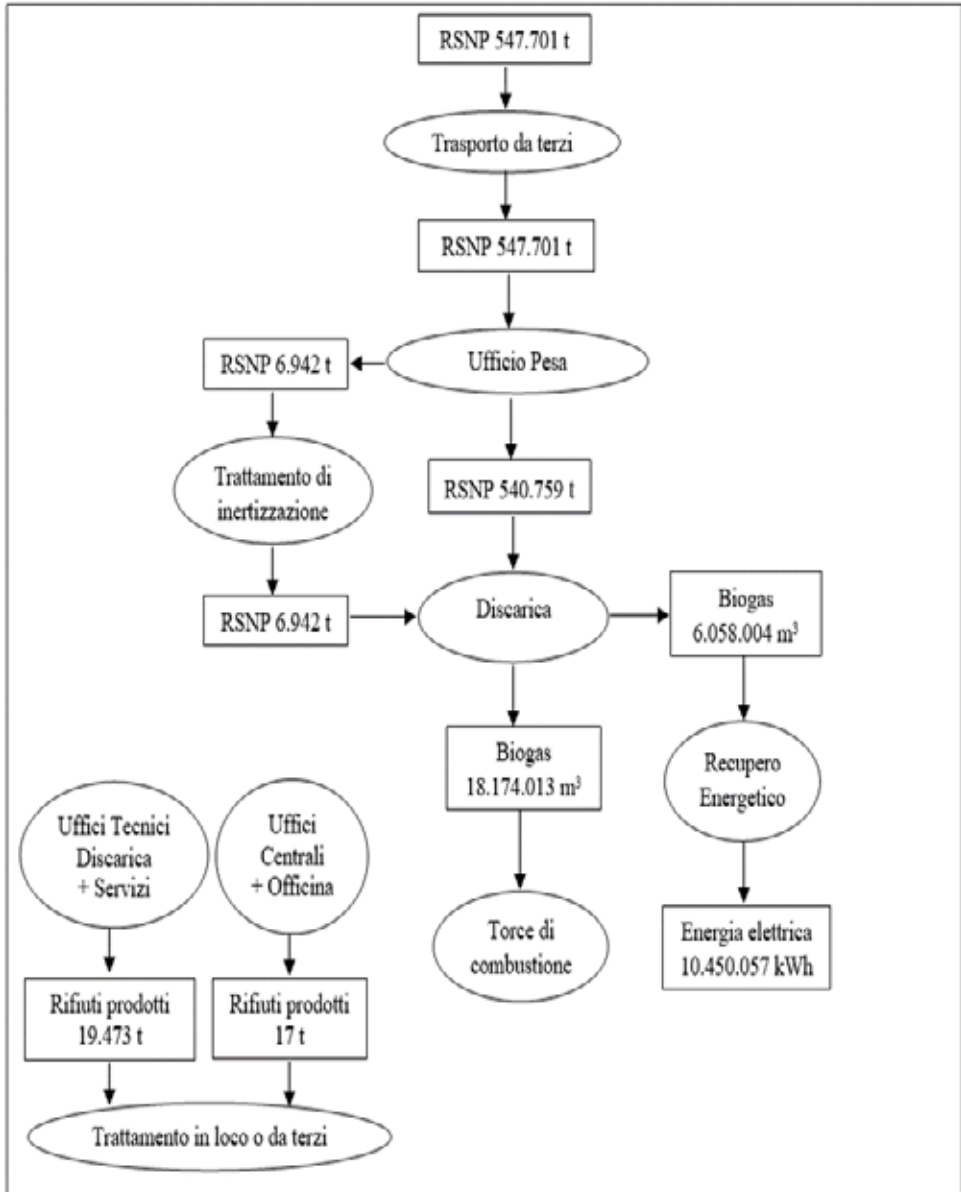 RSNP 547.701 t
Trasporto da terzi
RSNP 547.701 t
Ufficio Pesa
RSNP 6.942 t
Trattamento di
inertizzazione
RSNP 540.759 t
RSNP 6.942 t
Discarica
Biogas
6.058.004 m³
Biogas
18.174.013 m³
Recupero
Energetico
Uffici Tecnici
Discarica
+ Servizi
Uffici
Centrali
+ Officina
Torce di
combustione
Energia elettrica
10.450.057 kWh
Rifiuti prodotti
19.473 t
Rifiuti prodotti
17 t
Trattamento in loco o da terzi